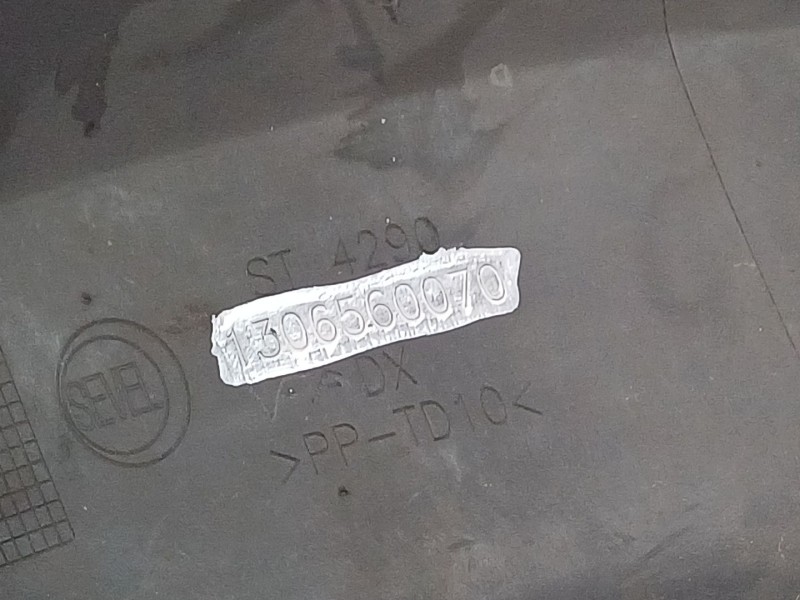 ST 4290
1306560070
DX
>PP-TD10<
SEVEL